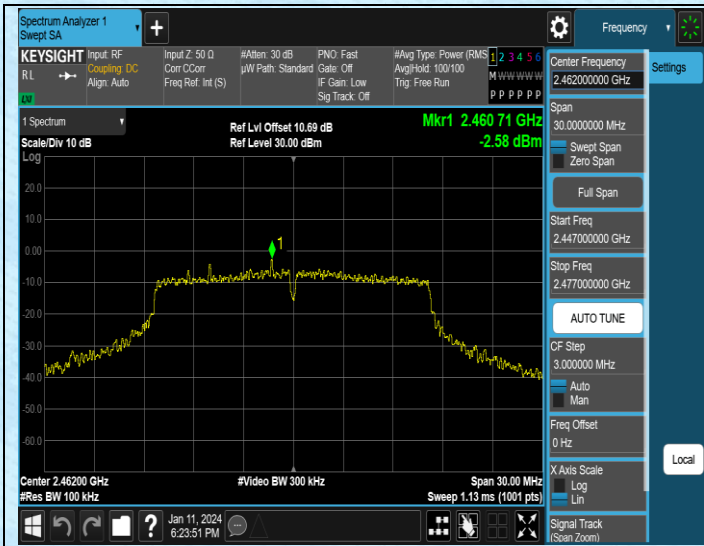 Spectrum Analyzer 1
Swept SA
+
Frequency
KEYSIGHT
RL
LXI
Input: RF
Coupling: DC
Align: Auto
Input Z: 50 Ω
Corr CCorr
Freq Ref: Int (S)
#Atten: 30 dB
µW Path: Standard
PNO: Fast
Gate: Off
IF Gain: Low
Sig Track: Off
#Avg Type: Power (RMS
Avg|Hold: 100/100
Trig: Free Run
1 2 3 4 5 6
M W W W W W
P P P P P P
1 Spectrum
Scale/Div 10 dB
Log
Ref Lvl Offset 10.69 dB
Ref Level 30.00 dBm
Mkr1 2.460 71 GHz
-2.58 dBm
20.0
10.0
0.00
-10.0
-20.0
-30.0
-40.0
-50.0
-60.0
1
Center 2.46200 GHz
#Res BW 100 kHz
#Video BW 300 kHz
Span 30.00 MHz
Sweep 1.13 ms (1001 pts)
?
Jan 11, 2024
6:23:51 PM
Center Frequency
2.462000000 GHz
Span
30.0000000 MHz
Swept Span
Zero Span
Full Span
Start Freq
2.447000000 GHz
Stop Freq
2.477000000 GHz
AUTO TUNE
CF Step
3.000000 MHz
Auto
Man
Freq Offset
0 Hz
X Axis Scale
Log
Lin
Signal Track
(Span Zoom)
Settings
Local